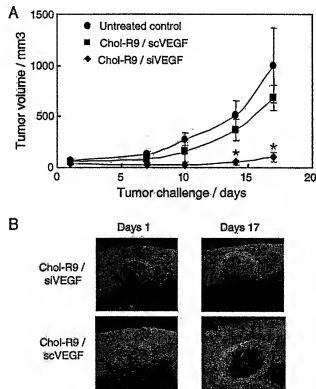 A
Untreated control
Chol-R9 / scVEGF
Chol-R9 / siVEGF
Tumor volume / mm3
1500
1000
500
0
0
5
10
15
20
*
*
Tumor challenge / days
B
Days 1
Days 17
Chol-R9 /
siVEGF
Chol-R9 /
scVEGF